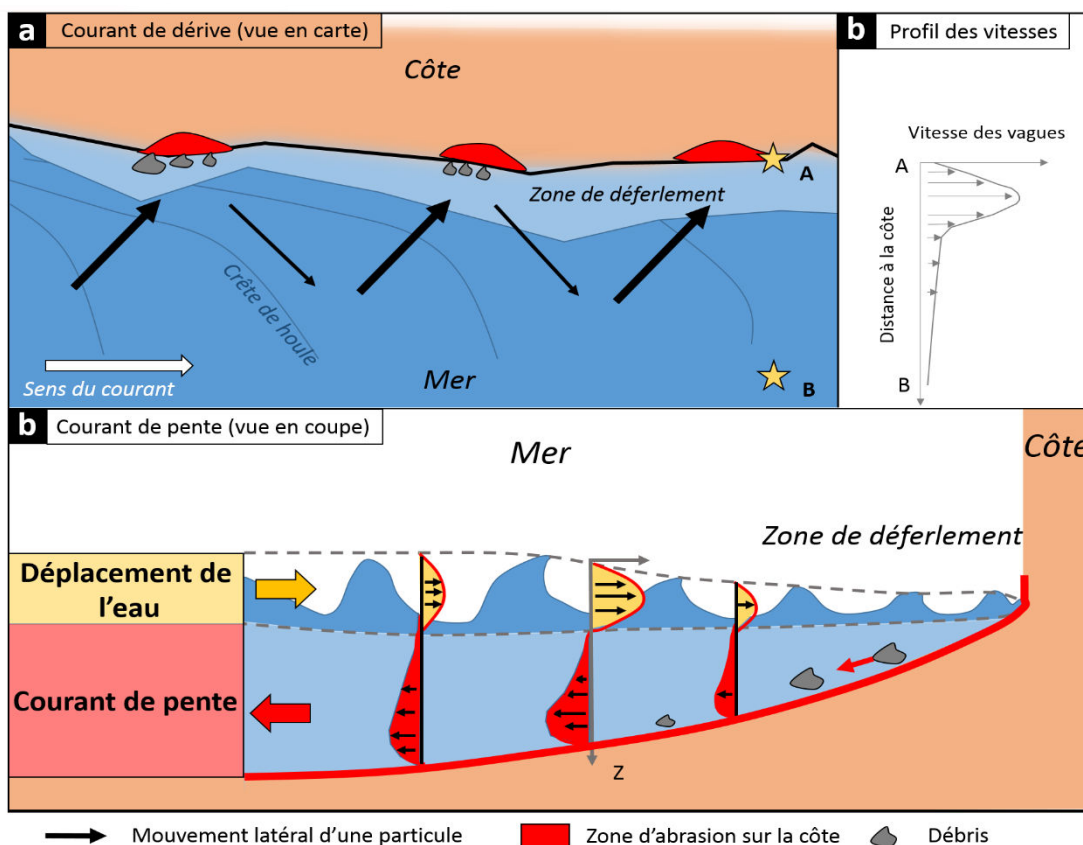 a
Courant de dérive (vue en carte)
Côte
A
Zone de déferlement
Crête de houle
Sens du courant
Mer
B
b
Profil des vitesses
Vitesse des vagues
A
Distance à la côte
B
b
Courant de pente (vue en coupe)
Mer
Côte
Zone de déferlement
Déplacement de
l'eau
Courant de pente
Z
Mouvement latéral d'une particule
Zone d'abrasion sur la côte
Débris